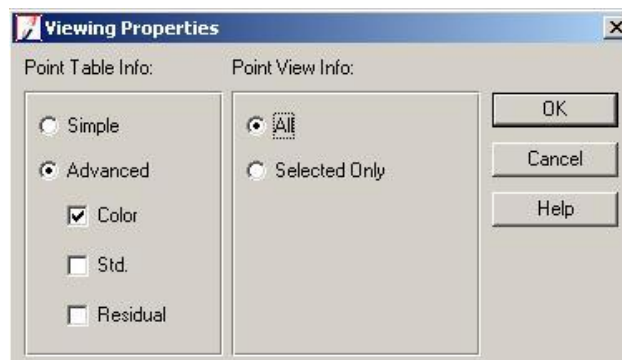 Viewing Properties
Point Table Info:
Point View Info:
Simple
Advanced
Color
Std.
Residual
All
Selected Only
OK
Cancel
Help